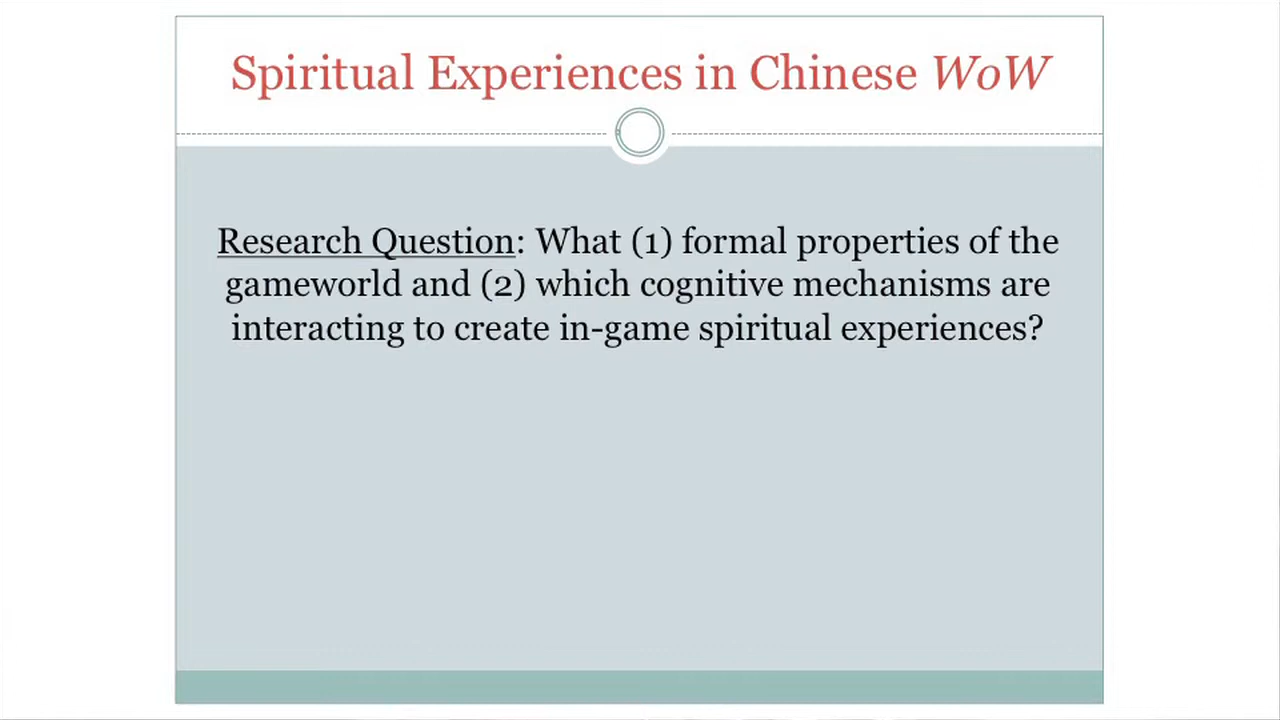 Spiritual Experiences in Chinese WoW
Research Question: What (1) formal properties of the
gameworld and (2) which cognitive mechanisms are
interacting to create in-game spiritual experiences?